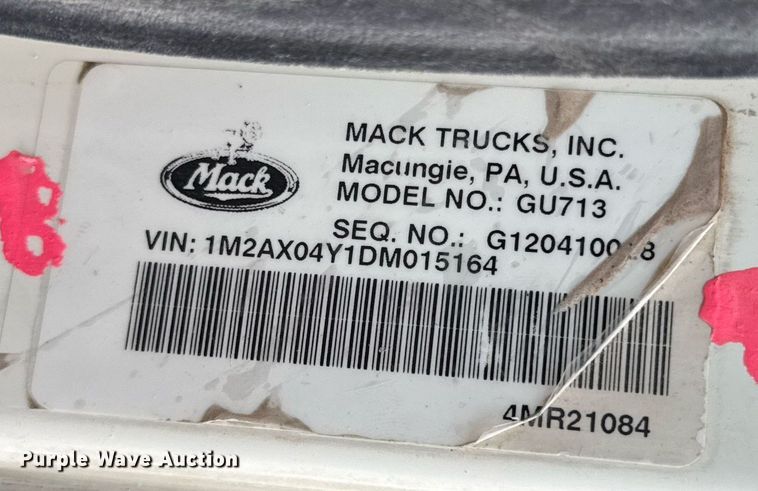 Mack
MACK TRUCKS, INC.
Macungie, PA, U.S.A.
MODEL NO.: GU713
SEQ. NO.:
VIN: 1M2AX04Y1DM015164
4MR21084
Purple Wave Auction